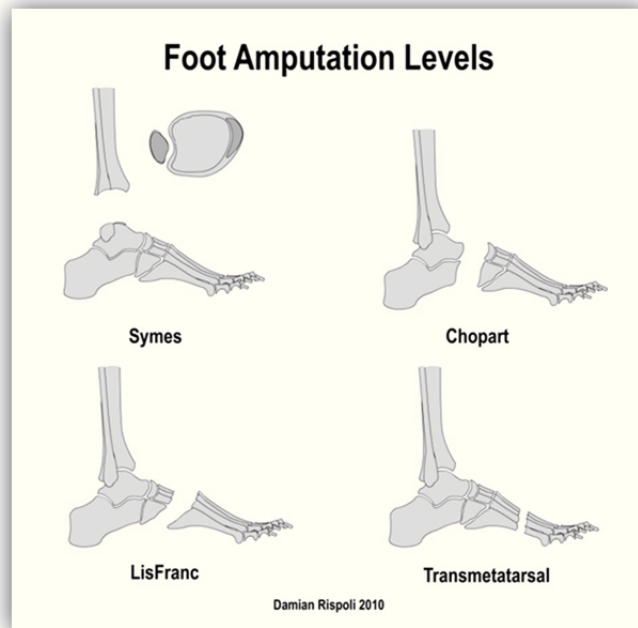 Foot Amputation Levels
Symes
Chopart
LisFranc
Transmetatarsal
Damian Rispoli 2010